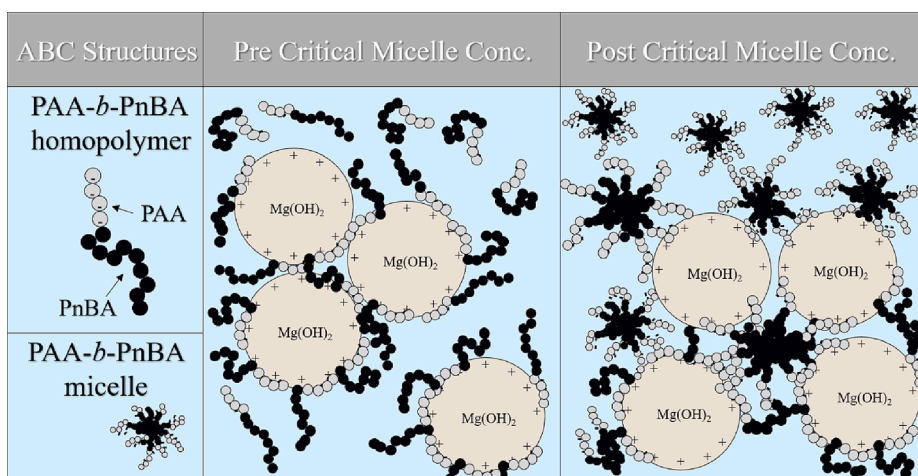 ABC Structures
Pre Critical Micelle Conc.
Post Critical Micelle Conc.
PAA-b-PnBA
homopolymer
PAA
PnBA
PAA-b-PnBA
micelle
Mg(OH)2
Mg(OH)2
Mg(OH)2
Mg(OH)2
Mg(OH)2
Mg(OH)2
Mg(OH)2
Mg(OH)2